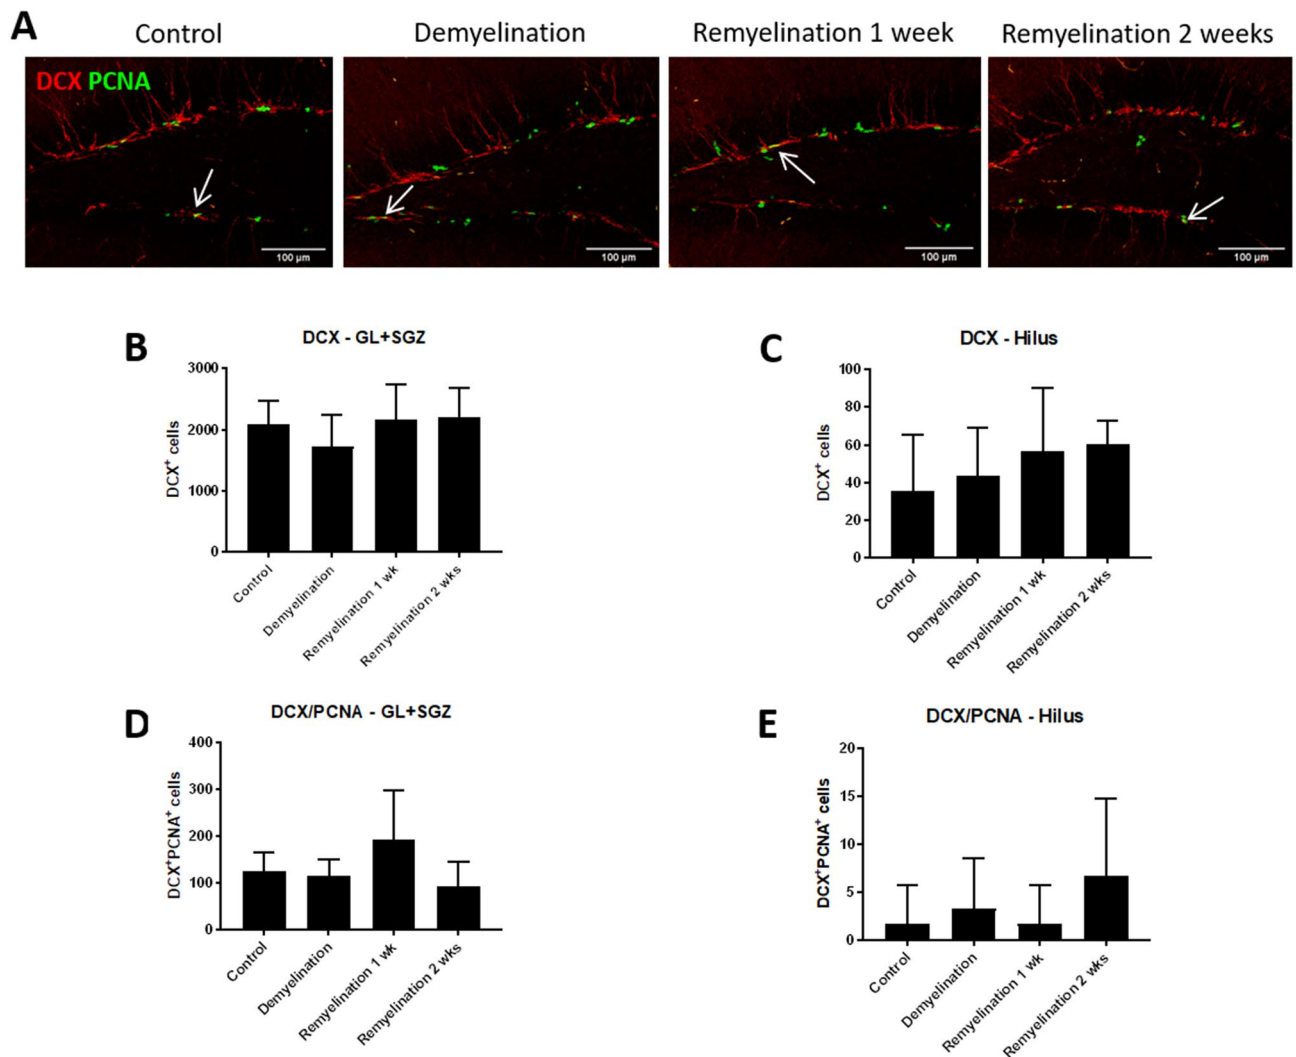 A
Control
Demyelination
Remyelination 1 week
Remyelination 2 weeks
DCX PCNA
100 µm
100 µm
100 µm
100 µm
B
DCX - GL+SGZ
DCX⁺ cells
3000
2000
1000
0
Control
Demyelination
Remyelination 1 wk
Remyelination 2 wks
C
DCX - Hilus
DCX⁺ cells
100
80
60
40
20
0
Control
Demyelination
Remyelination 1 wk
Remyelination 2 wks
D
DCX/PCNA - GL+SGZ
DCX⁺PCNA⁺ cells
400
300
200
100
0
Control
Demyelination
Remyelination 1 wk
Remyelination 2 wks
E
DCX/PCNA - Hilus
DCX⁺PCNA⁺ cells
20
15
10
5
0
Control
Demyelination
Remyelination 1 wk
Remyelination 2 wks